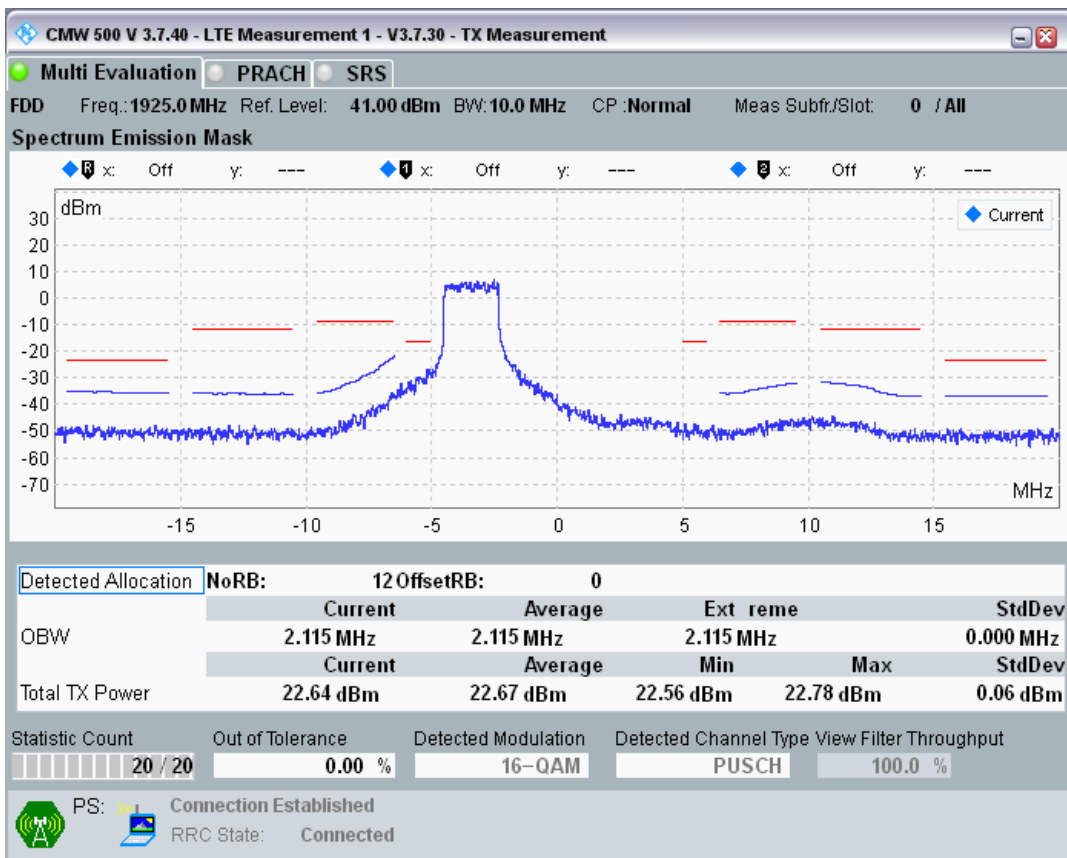 CMW 500 V 3.7.40 - LTE Measurement 1 - V3.7.30 - TX Measurement
Multi Evaluation PRACH SRS
FDD Freq.: 1925.0 MHz Ref. Level: 41.00 dBm BW: 10.0 MHz CP : Normal Meas Subfr./Slot: 0 / All
Spectrum Emission Mask
R x: Off y: --- 1 x: Off y: --- 2 x: Off y: ---
dBm
Current
30
20
10
0
-10
-20
-30
-40
-50
-60
-70
MHz
-15 -10 -5 0 5 10 15
Detected Allocation NoRB: 12 OffsetRB: 0
Current Average Ext reme StdDev
OBW 2.115 MHz 2.115 MHz 2.115 MHz 0.000 MHz
Current Average Min Max StdDev
Total TX Power 22.64 dBm 22.67 dBm 22.56 dBm 22.78 dBm 0.06 dBm
Statistic Count Out of Tolerance Detected Modulation Detected Channel Type View Filter Throughput
20 / 20 0.00 % 16-QAM PUSCH 100.0 %
PS: Connection Established
RRC State: Connected